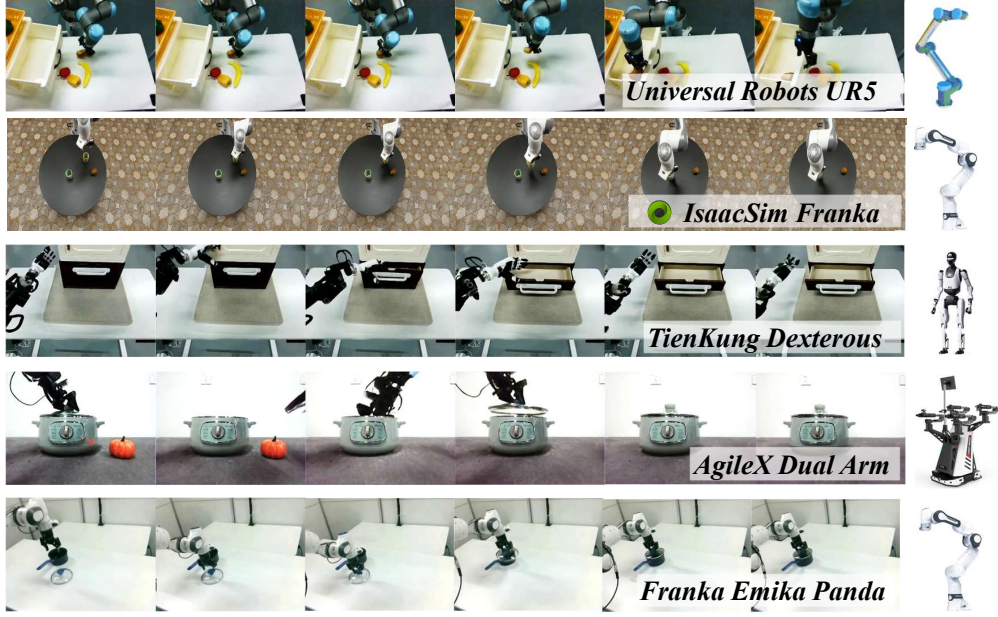 Universal Robots UR5
IsaacSim Franka
TienKung Dexterous
AgileX Dual Arm
Franka Emika Panda